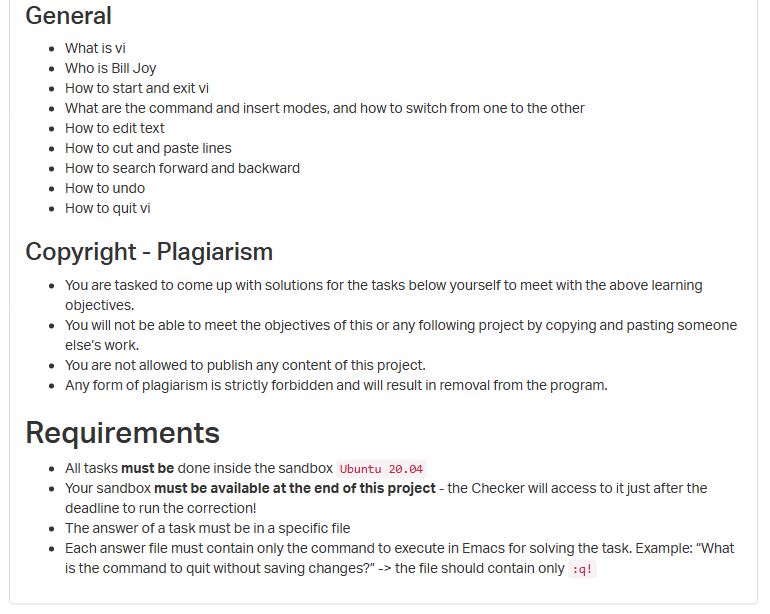 General
• What is vi
• Who is Bill Joy
• How to start and exit vi
• What are the command and insert modes, and how to switch from one to the other
• How to edit text
• How to cut and paste lines
• How to search forward and backward
• How to undo
• How to quit vi
Copyright - Plagiarism
• You are tasked to come up with solutions for the tasks below yourself to meet with the above learning
objectives.
• You will not be able to meet the objectives of this or any following project by copying and pasting someone
else’s work.
• You are not allowed to publish any content of this project.
• Any form of plagiarism is strictly forbidden and will result in removal from the program.
Requirements
• All tasks must be done inside the sandbox Ubuntu 20.04
• Your sandbox must be available at the end of this project - the Checker will access to it just after the
deadline to run the correction!
• The answer of a task must be in a specific file
• Each answer file must contain only the command to execute in Emacs for solving the task. Example: “What
is the command to quit without saving changes?” -> the file should contain only :q!